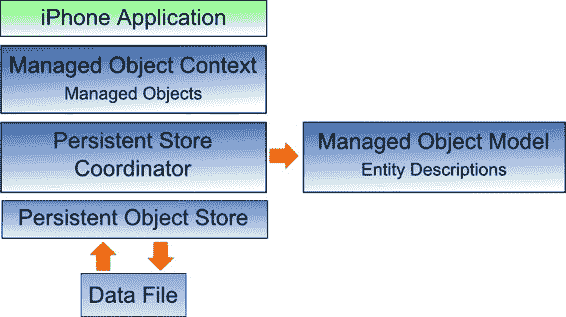 iPhone Application
Managed Object Context
Managed Objects
Persistent Store
Coordinator
Managed Object Model
Entity Descriptions
Persistent Object Store
Data File